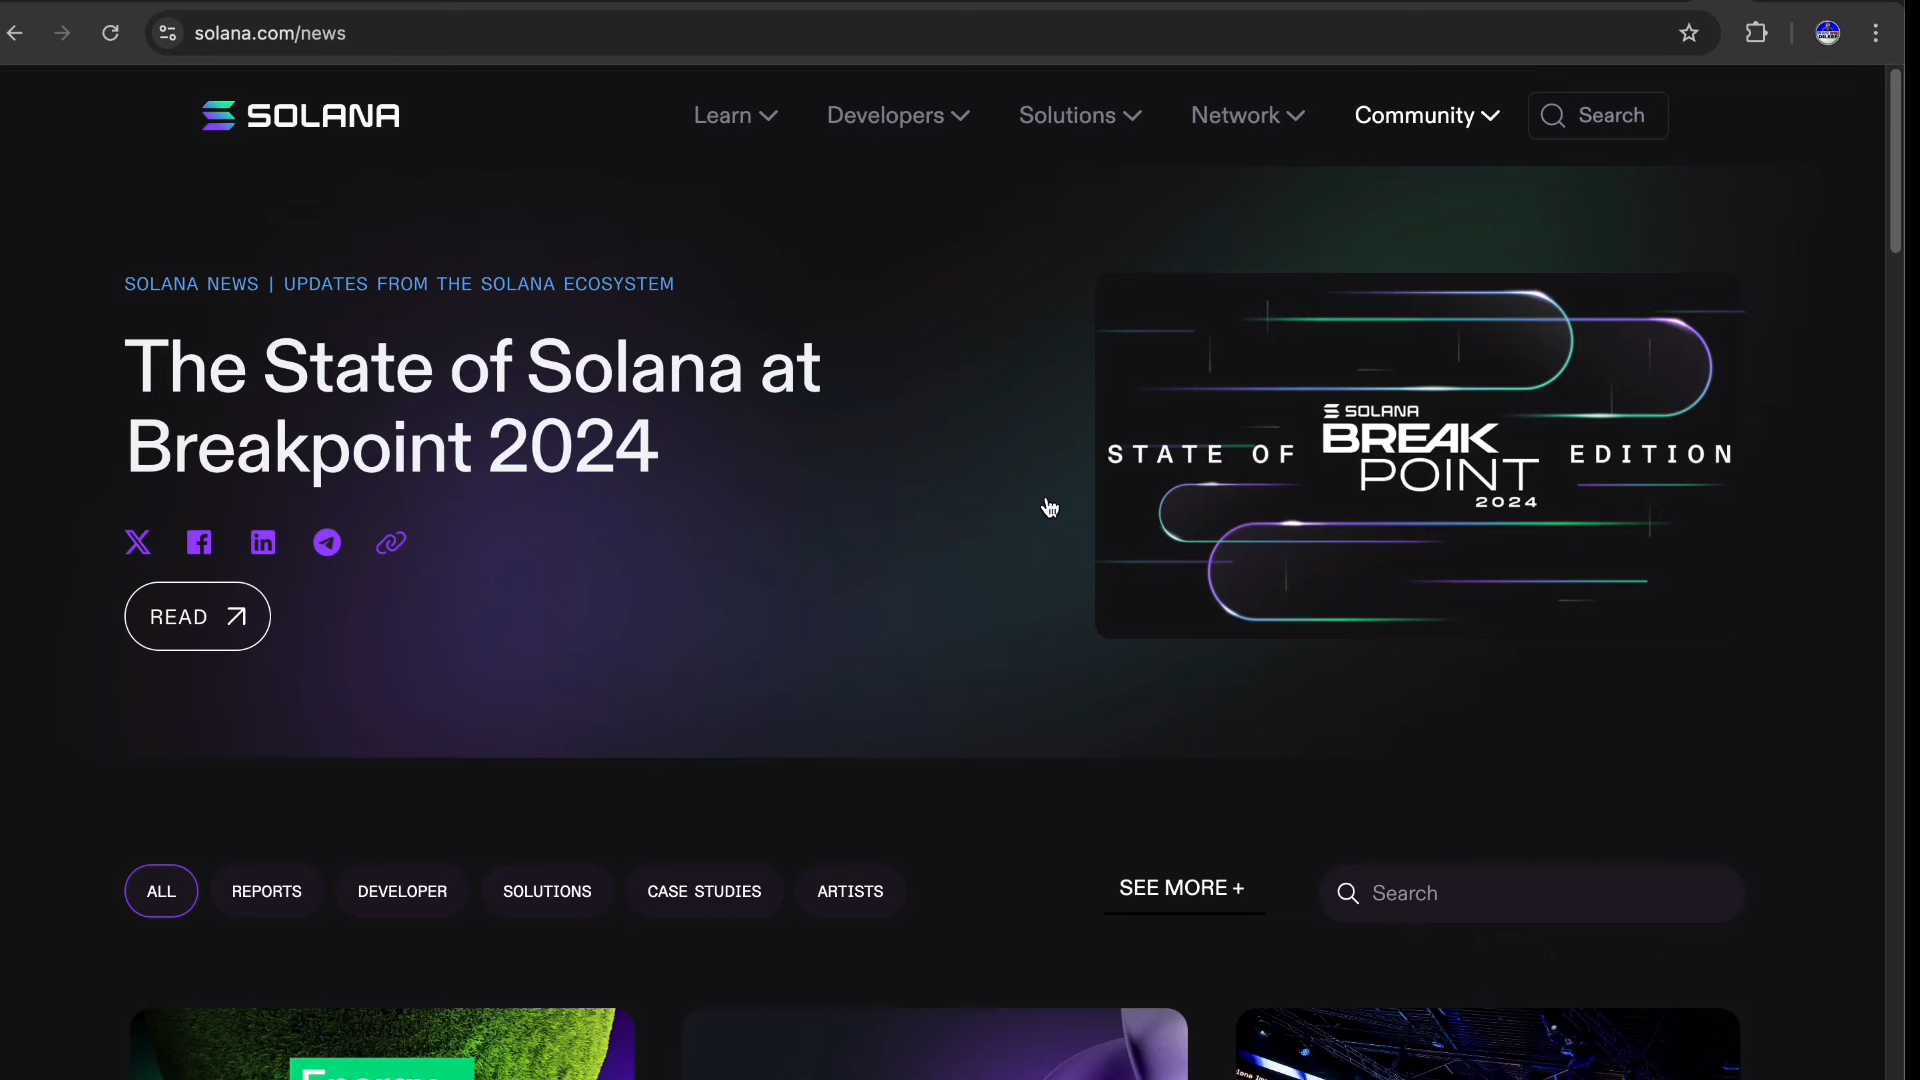 solana.com/news
SOLANA
Learn
Developers
Solutions
Network
Community
Search
SOLANA NEWS | UPDATES FROM THE SOLANA ECOSYSTEM
The State of Solana at
Breakpoint 2024
READ
SOLANA
BREAK
STATE OF
EDITION
POINT
2024
ALL
REPORTS
DEVELOPER
SOLUTIONS
CASE STUDIES
ARTISTS
SEE MORE +
Search